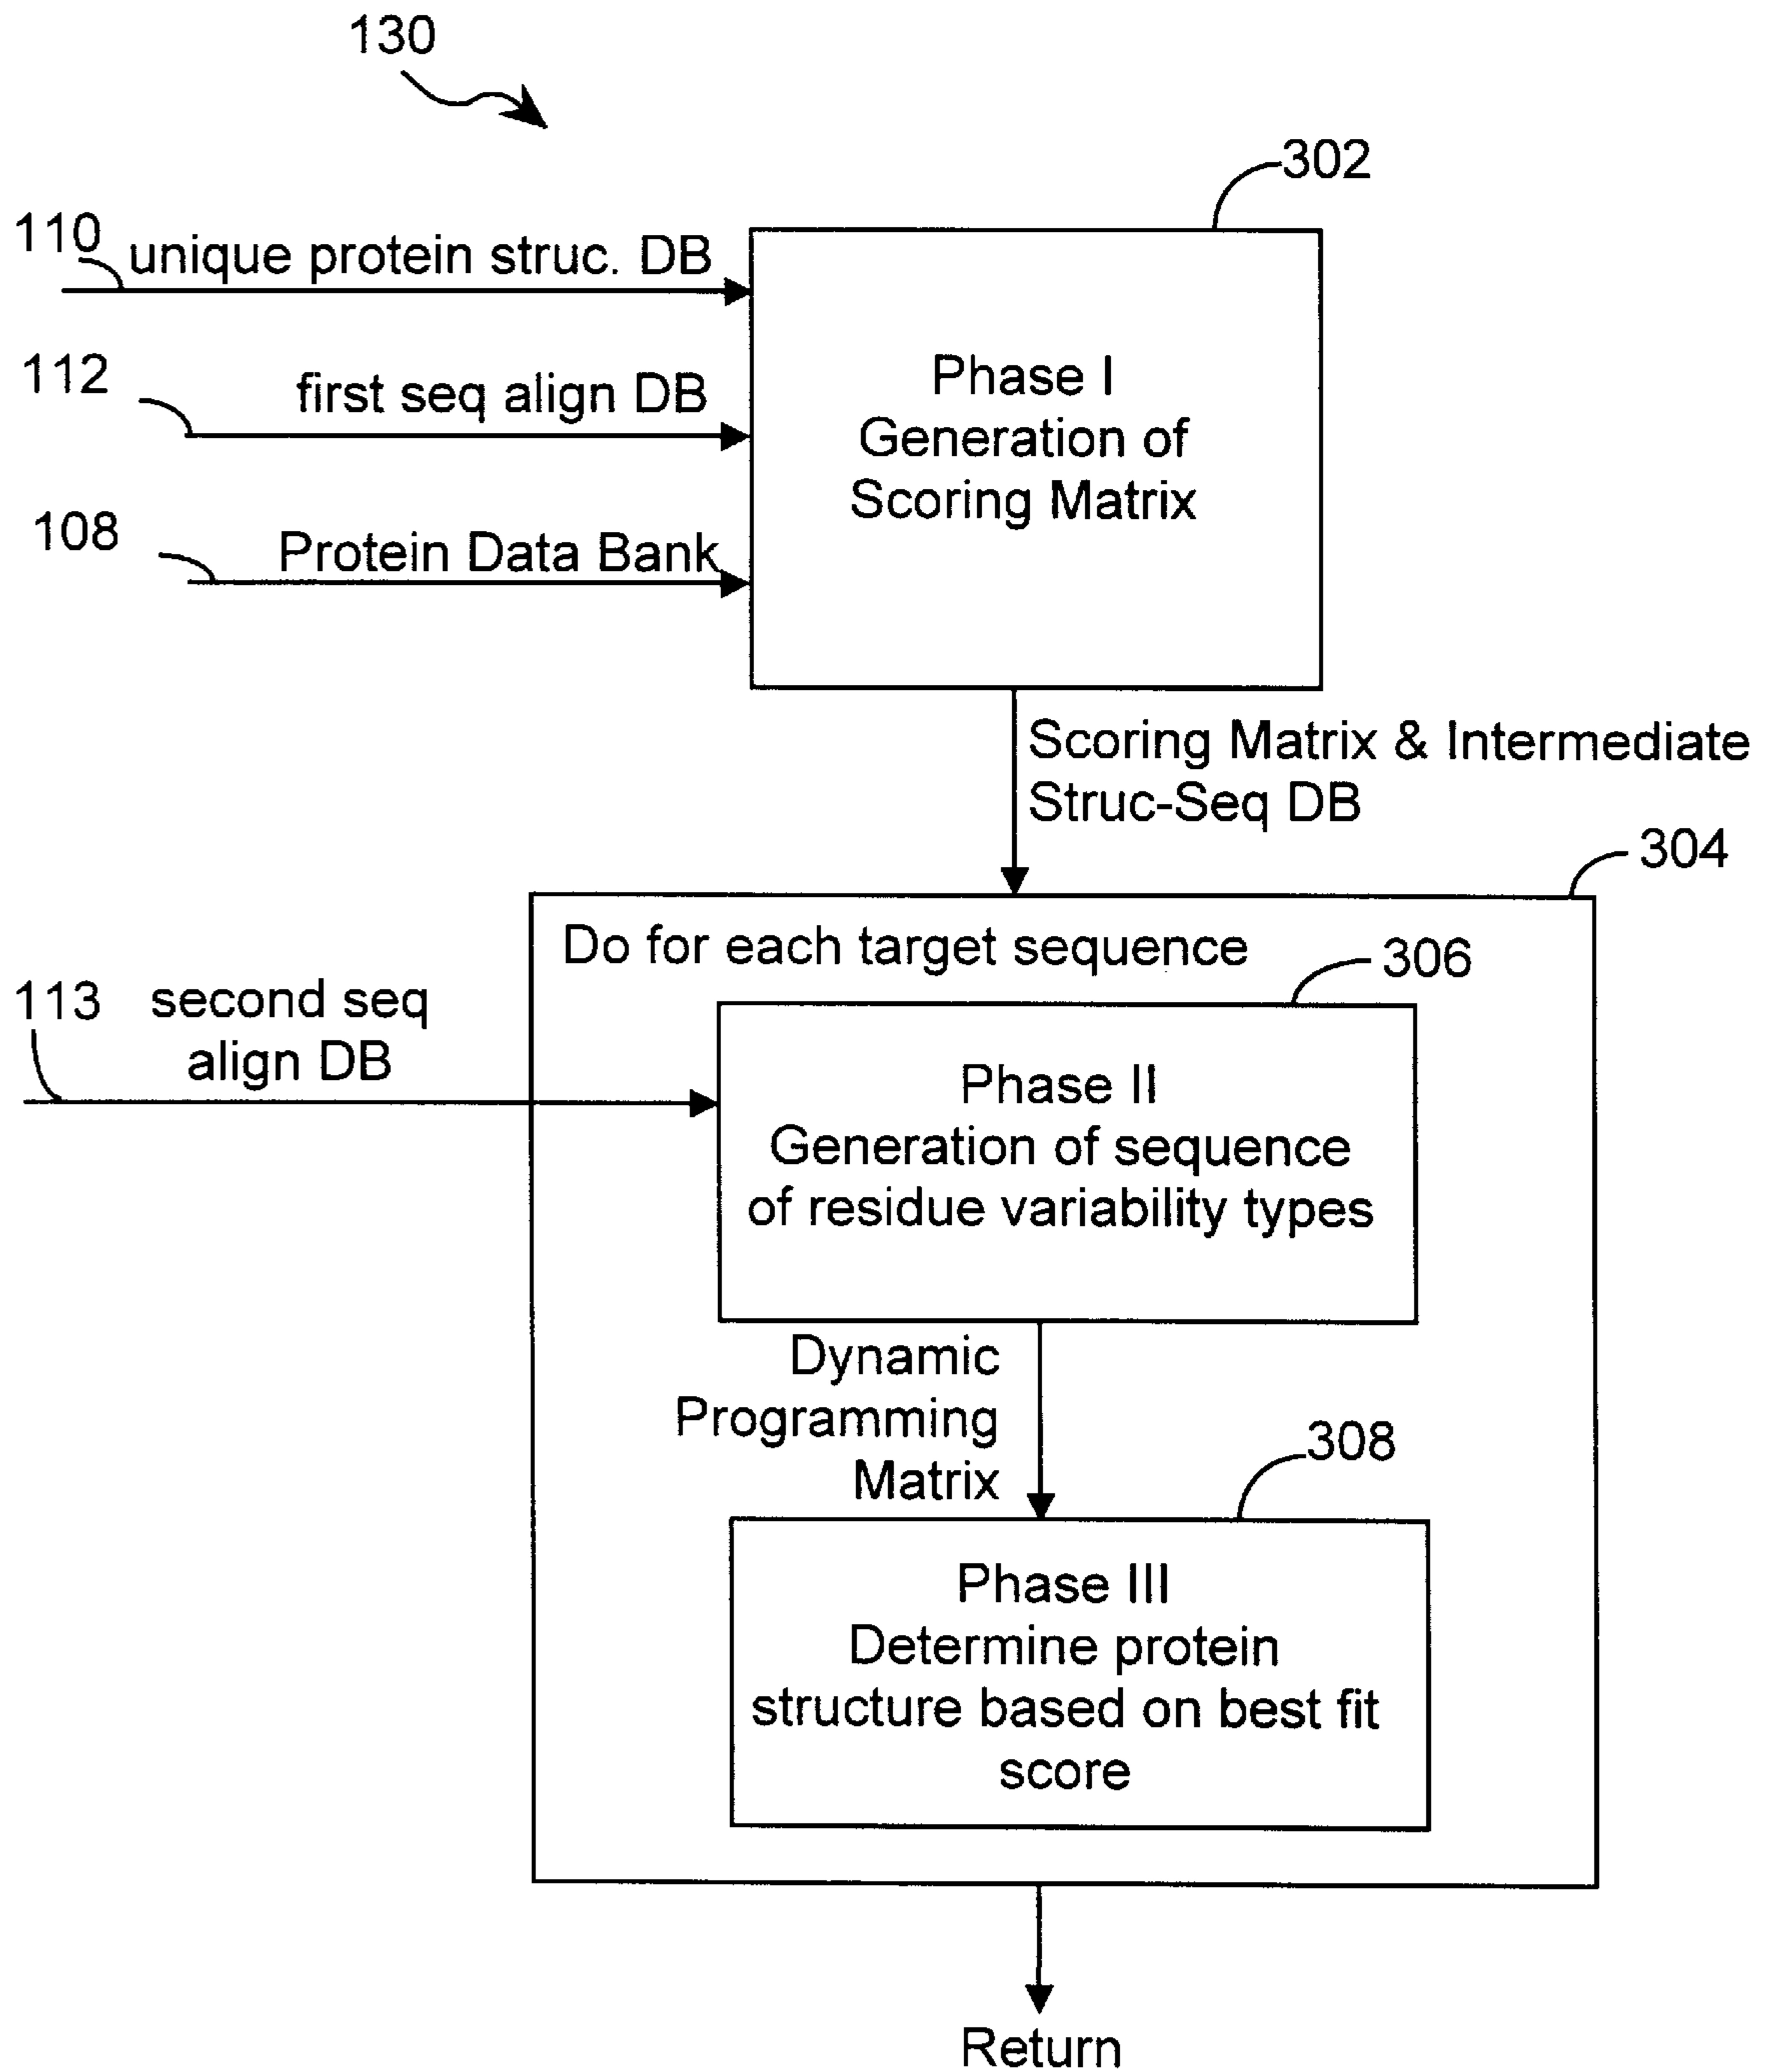 130
302
110
unique protein struc. DB
112
first seq align DB
108
Protein Data Bank
Phase I
Generation of
Scoring Matrix
Scoring Matrix & Intermediate
Struc-Seq DB
304
Do for each target sequence
306
113
second seq
align DB
Phase II
Generation of sequence
of residue variability types
Dynamic
Programming
Matrix
308
Phase III
Determine protein
structure based on best fit
score
Return